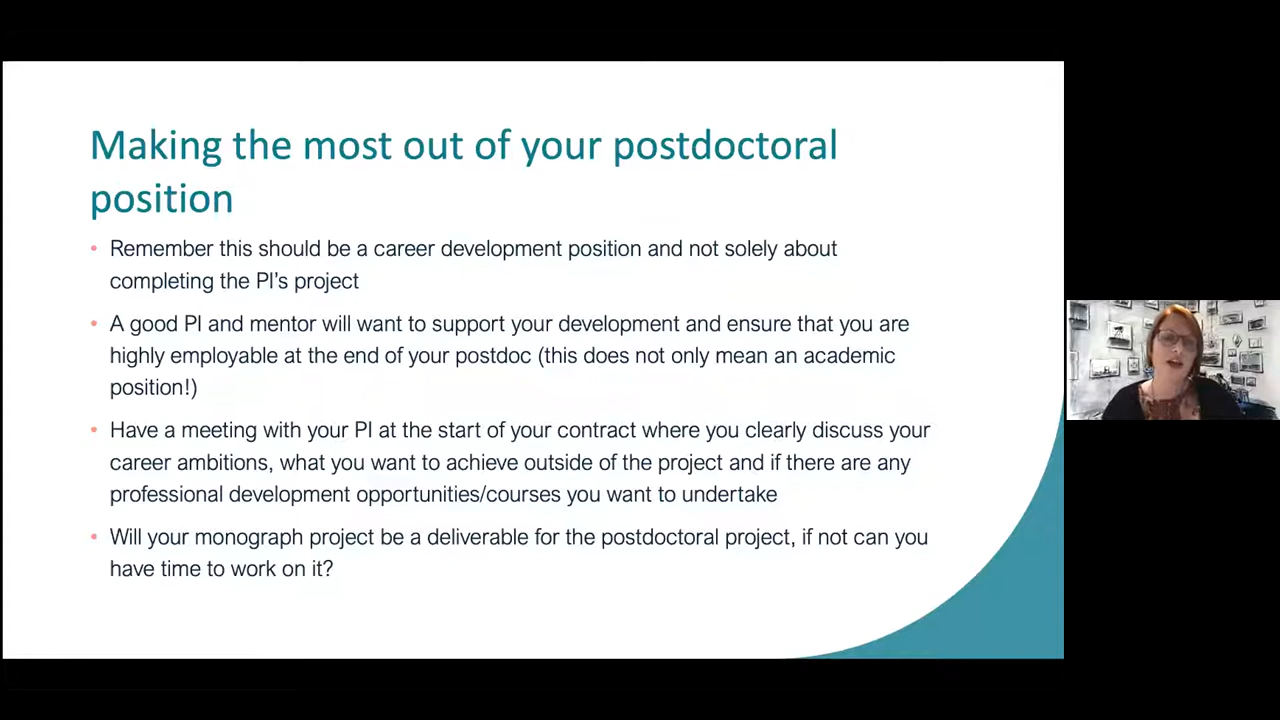 Making the most out of your postdoctoral
position
• Remember this should be a career development position and not solely about
completing the PI’s project
• A good PI and mentor will want to support your development and ensure that you are
highly employable at the end of your postdoc (this does not only mean an academic
position!)
• Have a meeting with your PI at the start of your contract where you clearly discuss your
career ambitions, what you want to achieve outside of the project and if there are any
professional development opportunities/courses you want to undertake
• Will your monograph project be a deliverable for the postdoctoral project, if not can you
have time to work on it?